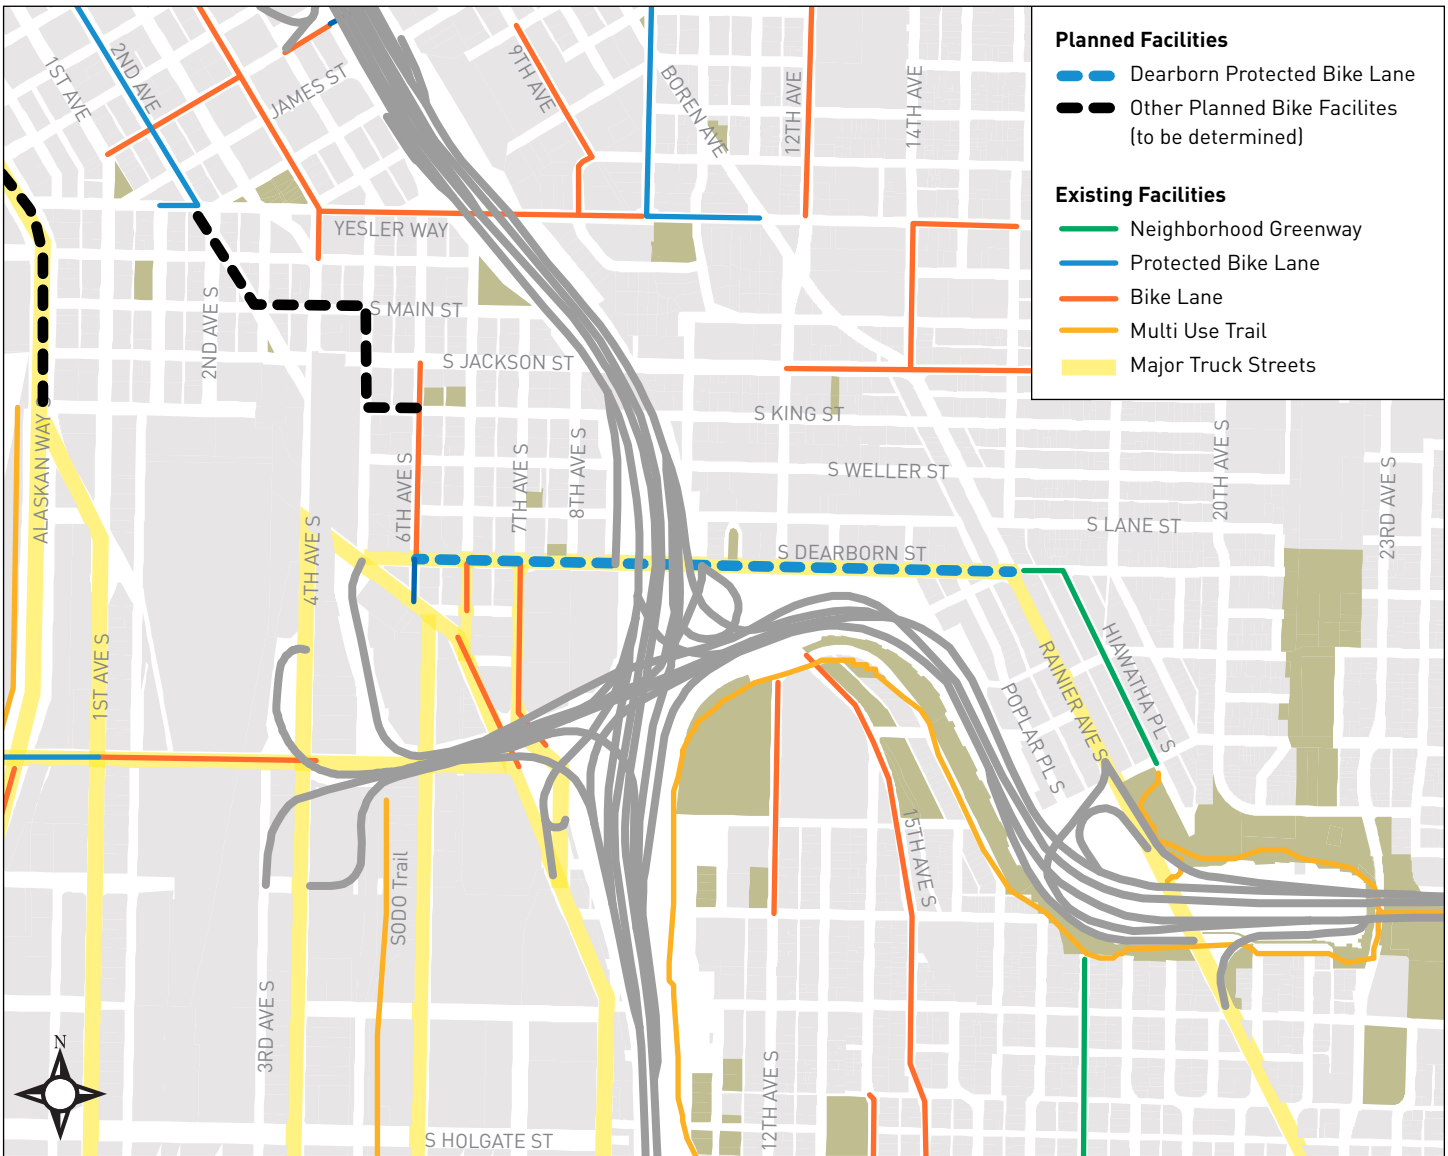 Planned Facilities
Dearborn Protected Bike Lane
Other Planned Bike Facilites
(to be determined)
Existing Facilities
Neighborhood Greenway
Protected Bike Lane
Bike Lane
Multi Use Trail
Major Truck Streets
1ST AVE
2ND AVE
JAMES ST
9TH AVE
BOREN AVE
12TH AVE
14TH AVE
YESLER WAY
2ND AVE S
S MAIN ST
S JACKSON ST
S KING ST
ALASKAN WAY S
6TH AVE S
7TH AVE S
8TH AVE S
S WELLER ST
20TH AVE S
23RD AVE S
S LANE ST
4TH AVE S
S DEARBORN ST
1ST AVE S
RAINIER AVE S
HIAWATHA PL S
POPLAR PL S
15TH AVE S
SODO Trail
3RD AVE S
12TH AVE S
S HOLGATE ST
N